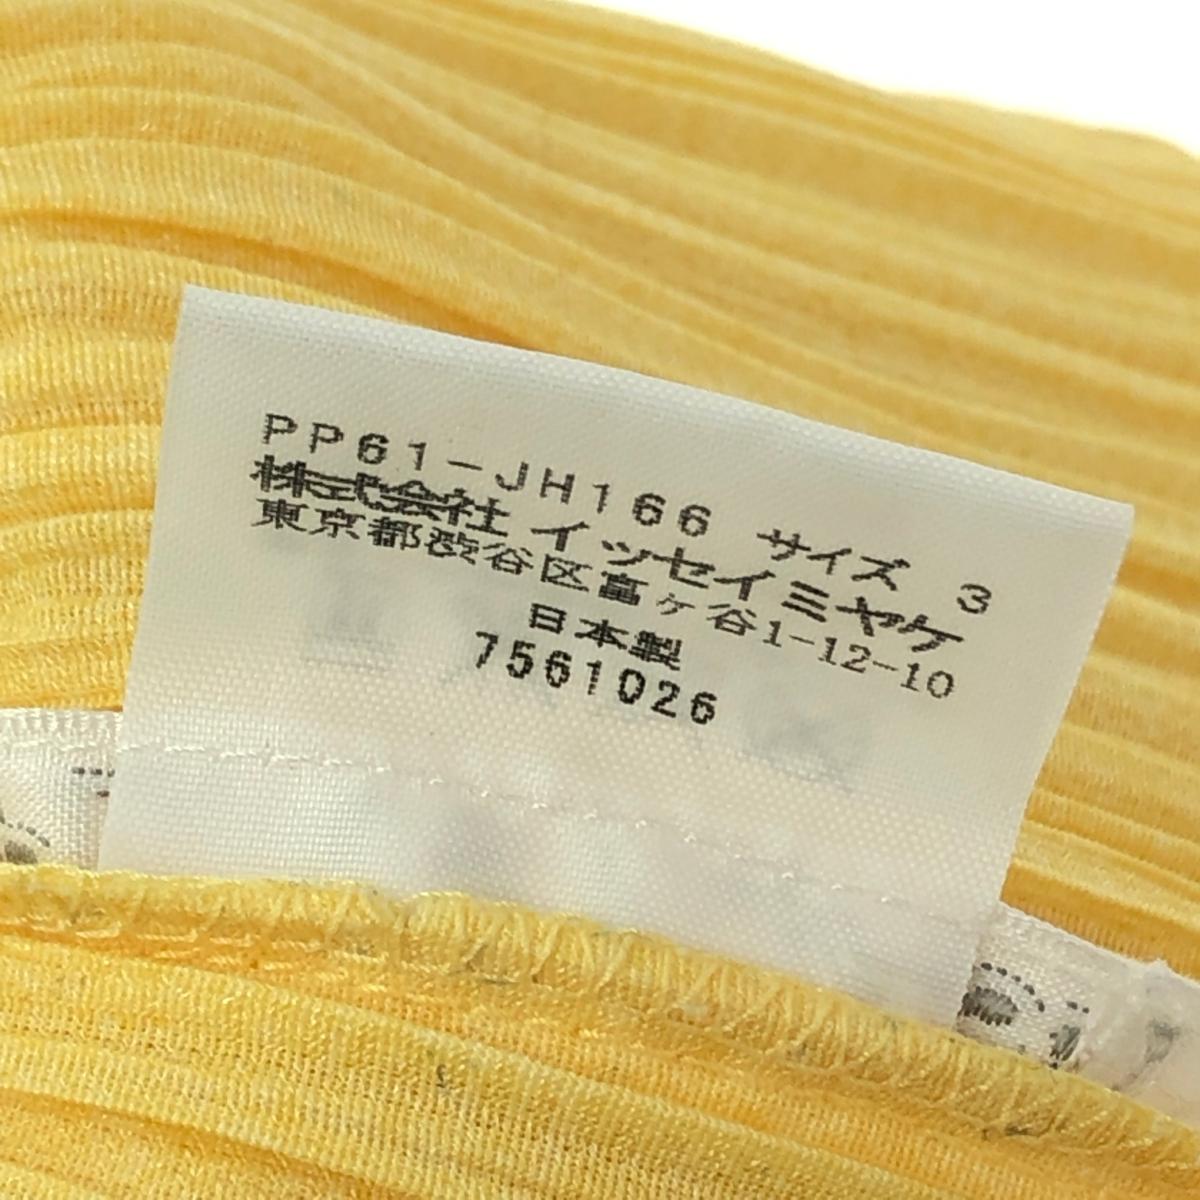 PP61-JH166 サイズ 3
株式会社 イッセイミヤケ
東京都渋谷区富ヶ谷1-12-10
日本製
7561026